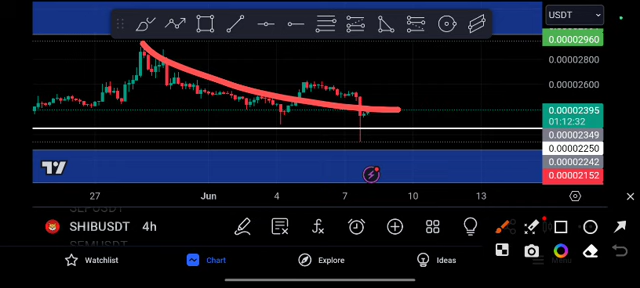 USDT
0.00002960
0.00002800
0.00002600
0.00002395
01:12:32
0.00002349
0.00002250
0.00002242
0.00002152
27 Jun 4 7 10 13
SHIBUSDT 4h
Watchlist Chart Explore Ideas